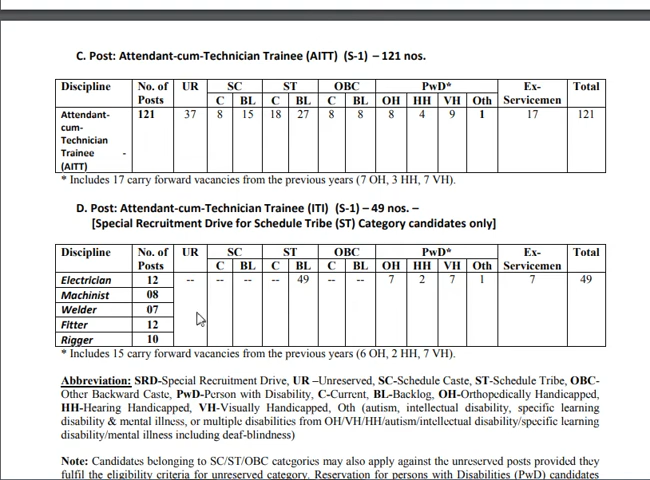 C. Post: Attendant-cum-Technician Trainee (AITT) (S-1) – 121 nos.
Discipline No. of Posts UR SC ST OBC PwD* Ex-Servicemen Total
C BL C BL C BL OH HH VH Oth
Attendant-cum-Technician Trainee - (AITT) 121 37 8 15 18 27 8 8 8 4 9 1 17 121
* Includes 17 carry forward vacancies from the previous years (7 OH, 3 HH, 7 VH).
D. Post: Attendant-cum-Technician Trainee (ITI) (S-1) – 49 nos. –
[Special Recruitment Drive for Schedule Tribe (ST) Category candidates only]
Discipline No. of Posts UR SC ST OBC PwD* Ex-Servicemen Total
C BL C BL C BL OH HH VH Oth
Electrician 12 -- -- -- -- 49 -- -- 7 2 7 1 7 49
Machinist 08
Welder 07
Fitter 12
Rigger 10
* Includes 15 carry forward vacancies from the previous years (6 OH, 2 HH, 7 VH).
Abbreviation: SRD-Special Recruitment Drive, UR –Unreserved, SC-Schedule Caste, ST-Schedule Tribe, OBC-
Other Backward Caste, PwD-Person with Disability, C-Current, BL-Backlog, OH-Orthopedically Handicapped,
HH-Hearing Handicapped, VH-Visually Handicapped, Oth (autism, intellectual disability, specific learning
disability & mental illness, or multiple disabilities from OH/VH/HH/autism/intellectual disability/specific learning
disability/mental illness including deaf-blindness)
Note: Candidates belonging to SC/ST/OBC categories may also apply against the unreserved posts provided they
fulfil the eligibility criteria for unreserved category. Reservation for persons with Disabilities (PwD) candidates